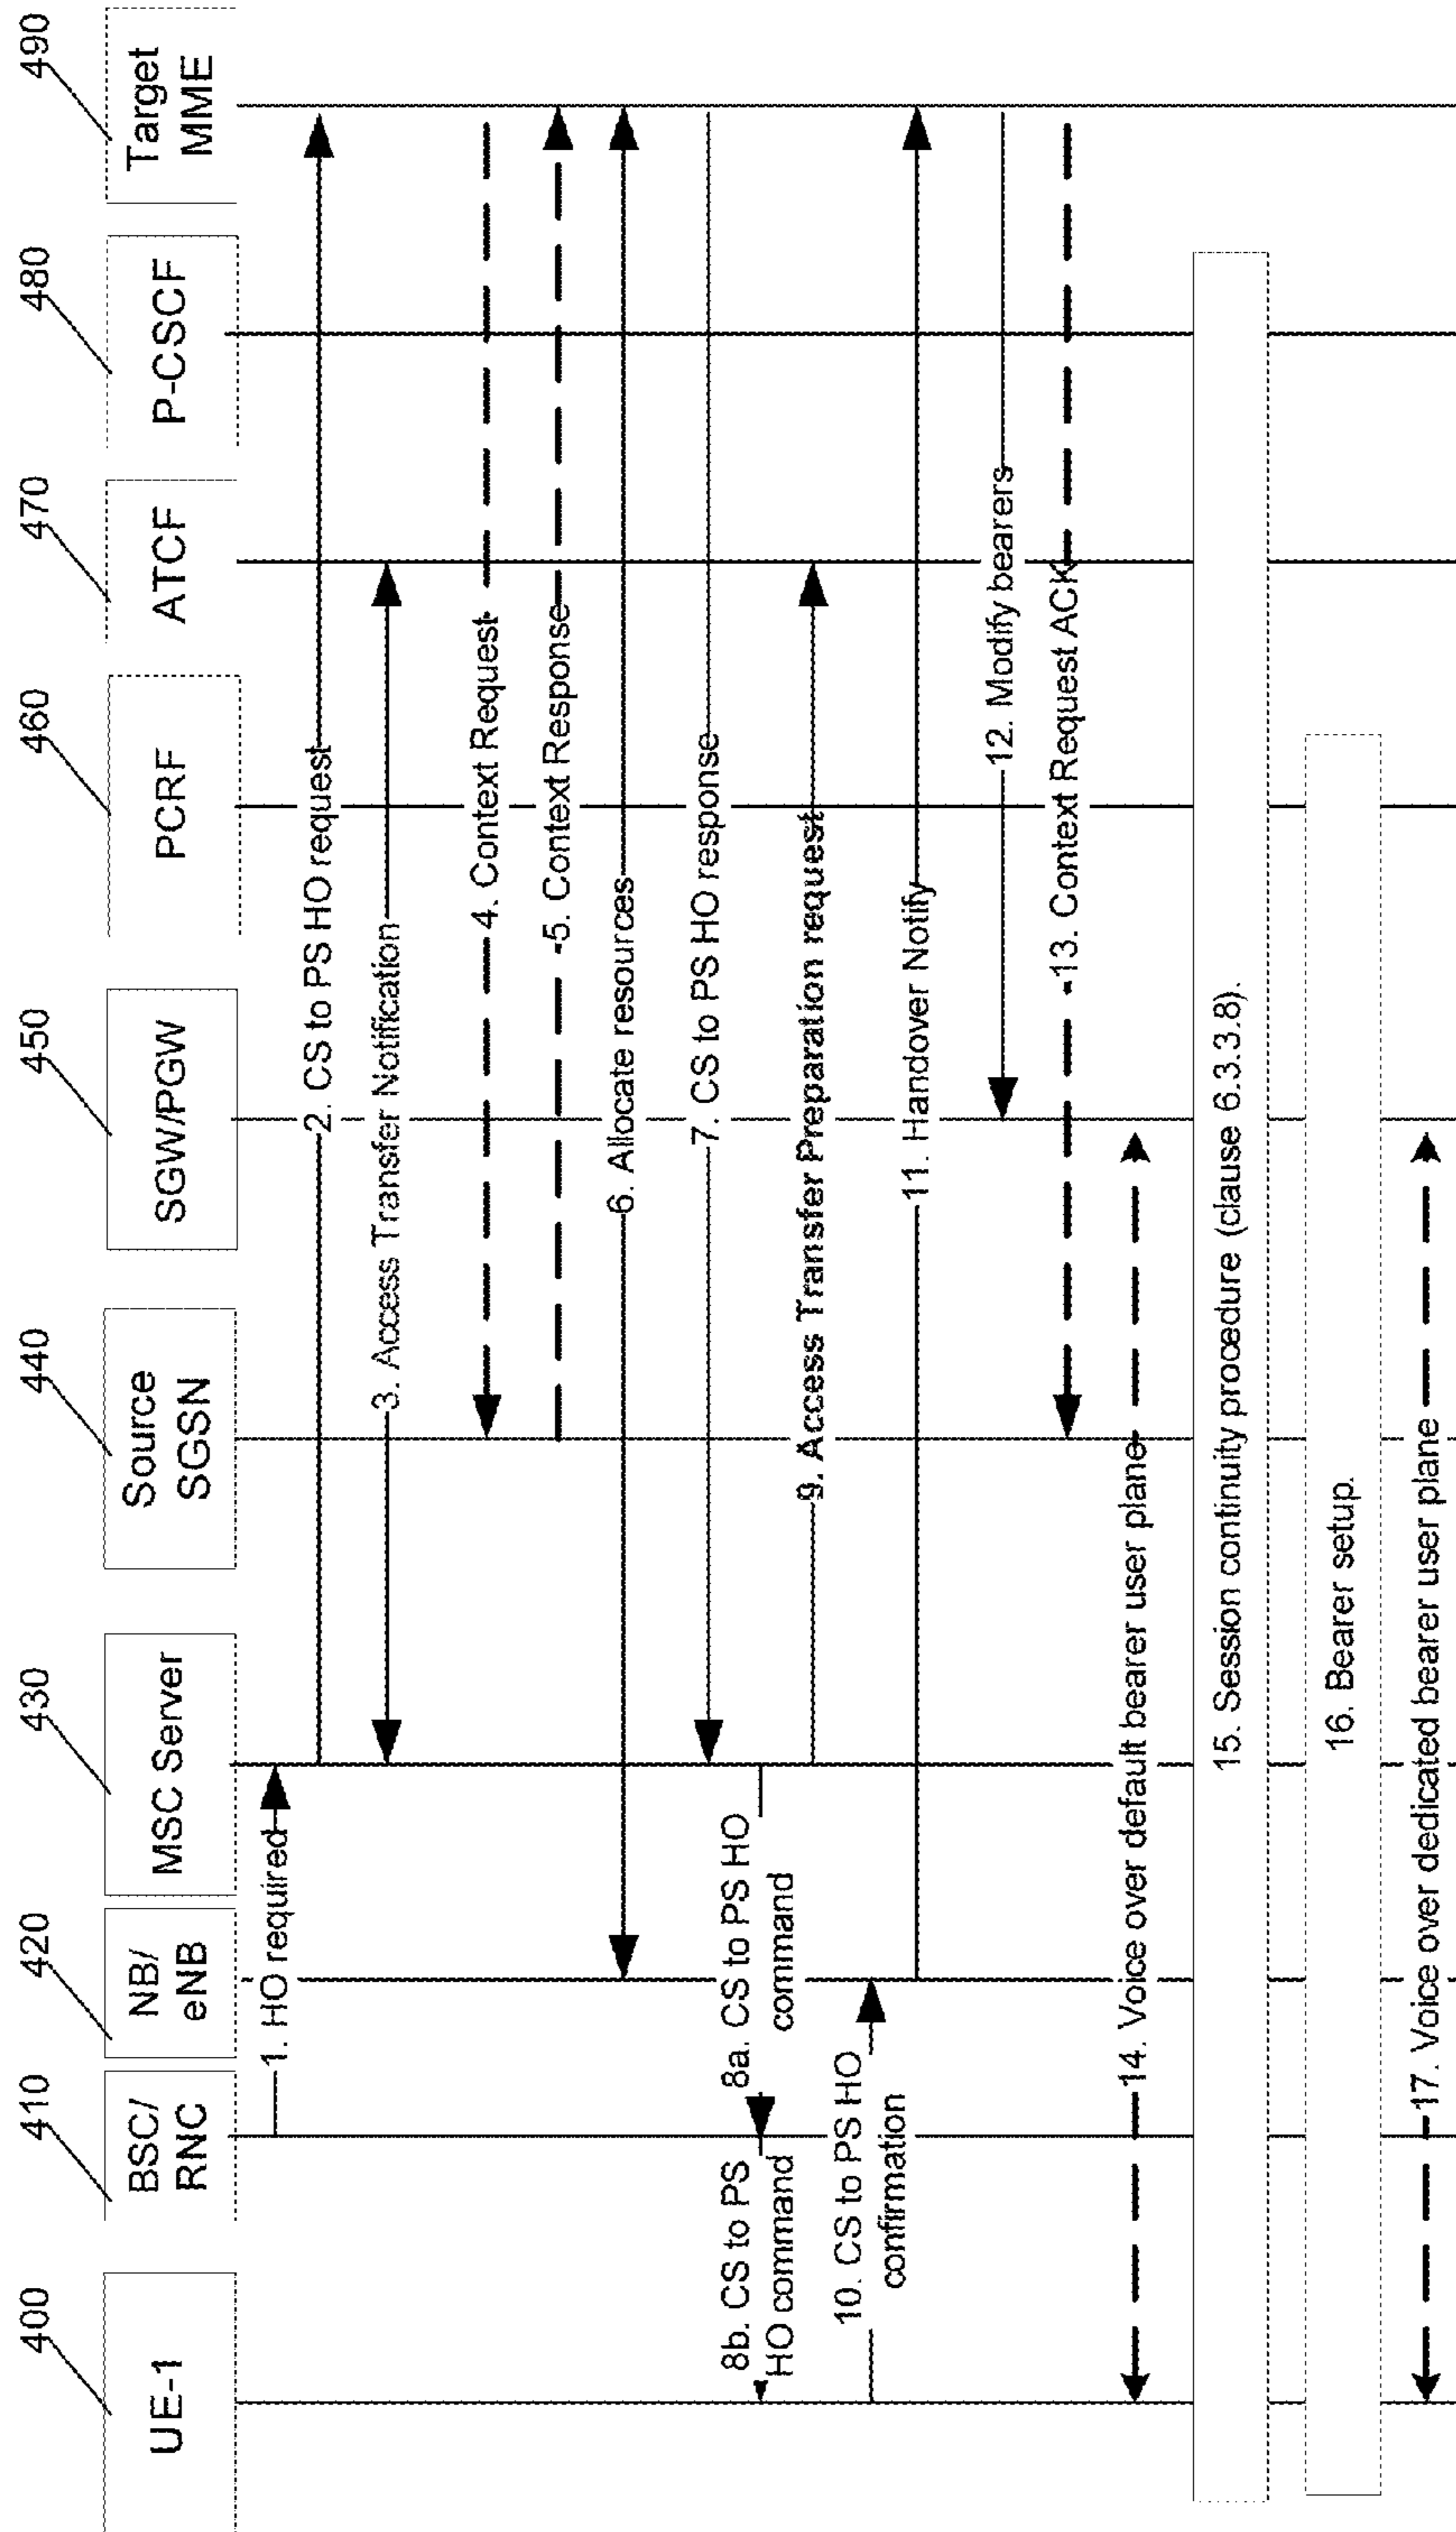 400
410
420
430
440
450
460
470
480
490
UE-1
BSC/
RNC
NB/
eNB
MSC Server
Source
SGSN
SGW/PGW
PCRF
ATCF
P-CSCF
Target
MME
1. HO required
2. CS to PS HO request
3. Access Transfer Notification
4. Context Request
5. Context Response
6. Allocate resources
7. CS to PS HO response
8a. CS to PS HO
command
8b. CS to PS
HO command
9. Access Transfer Preparation request
10. CS to PS HO
confirmation
11. Handover Notify
12. Modify bearers
13. Context Request ACK
14. Voice over default bearer user plane
15. Session continuity procedure (clause 6.3.3.8).
16. Bearer setup.
17. Voice over dedicated bearer user plane